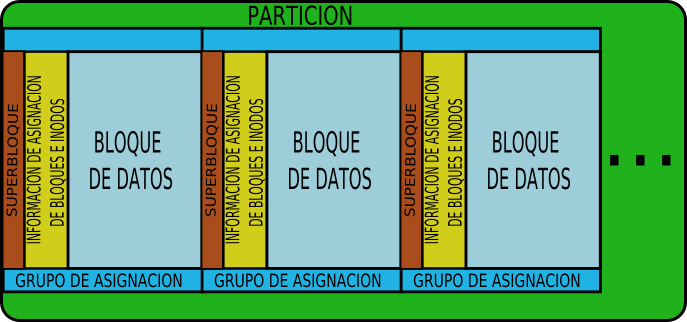 PARTICION
SUPERBLOQUE
INFORMACION DE ASIGNACION
DE BLOQUES E INODOS
BLOQUE
DE DATOS
GRUPO DE ASIGNACION
SUPERBLOQUE
INFORMACION DE ASIGNACION
DE BLOQUES E INODOS
BLOQUE
DE DATOS
GRUPO DE ASIGNACION
SUPERBLOQUE
INFORMACION DE ASIGNACION
DE BLOQUES E INODOS
BLOQUE
DE DATOS
GRUPO DE ASIGNACION
...